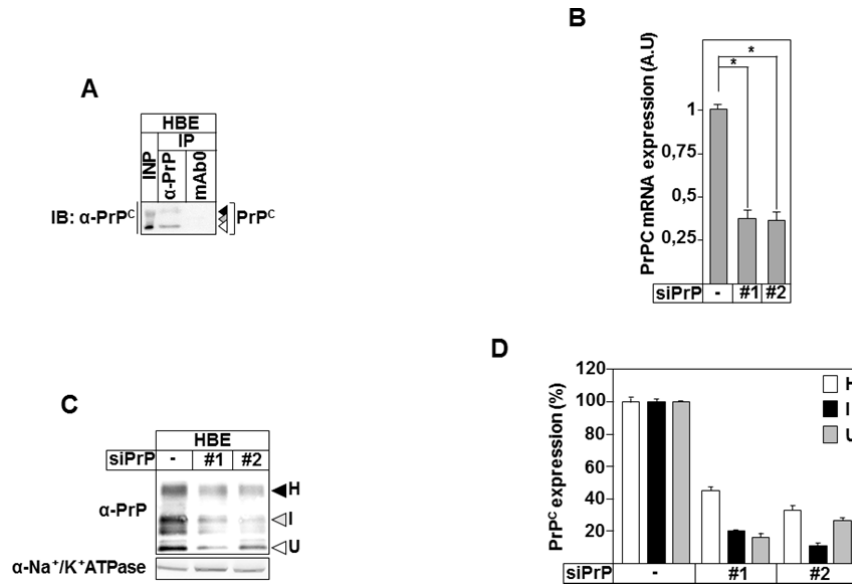 A
HBE
IP
INP
α-PrP
mAb0
IB: α-PrPC
PrPC
B
PrPC mRNA expression (A.U)
1
0,75
0,5
0,25
*
*
siPrP - #1 #2
C
HBE
siPrP - #1 #2
α-PrP
H
I
U
α-Na+/K+ATPase
D
PrPC expression (%)
120
100
80
60
40
20
H
I
U
siPrP - #1 #2